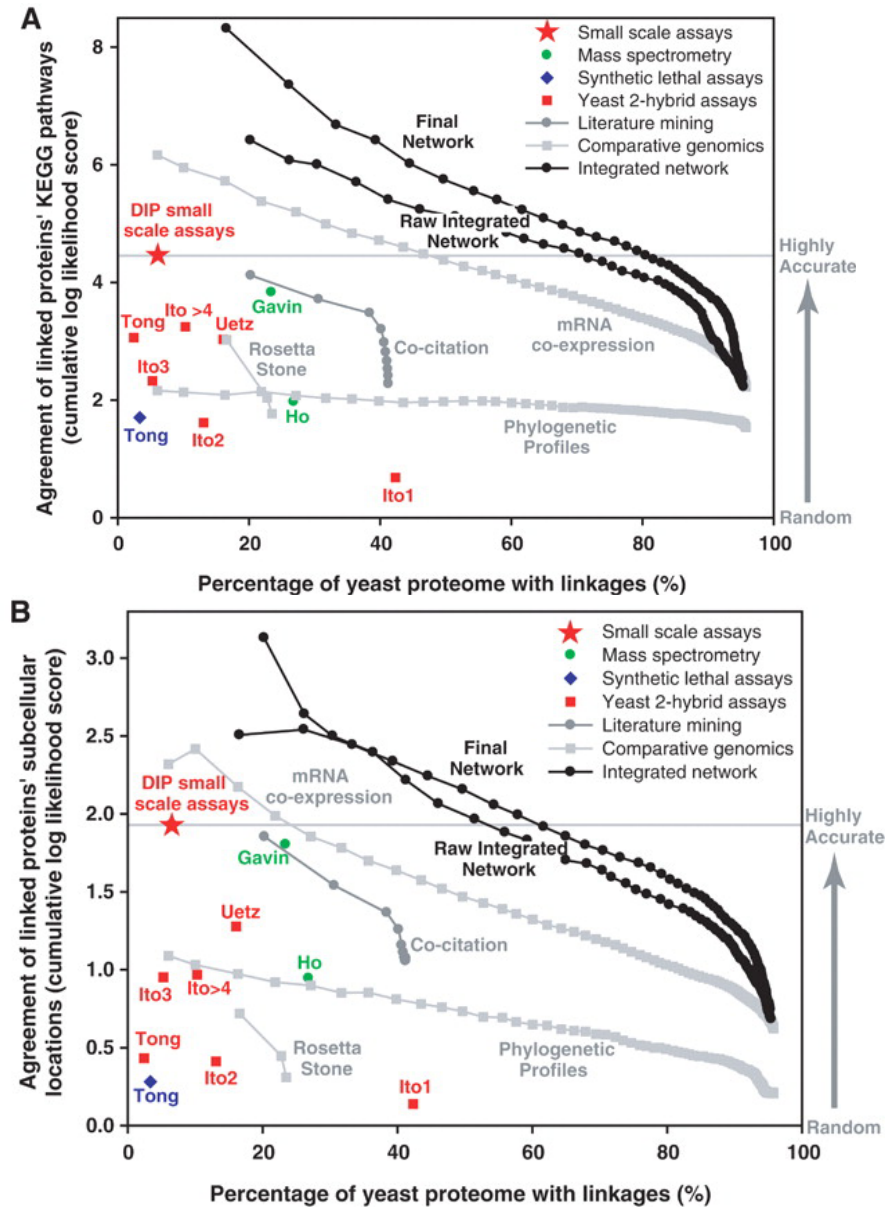 A
Agreement of linked proteins' KEGG pathways
(cumulative log likelihood score)
8
6
4
2
0
Small scale assays
Mass spectrometry
Synthetic lethal assays
Yeast 2-hybrid assays
Literature mining
Comparative genomics
Integrated network
Final
Network
Raw Integrated
Network
DIP small
scale assays
Highly
Accurate
Gavin
Tong
Ito >4
Uetz
Rosetta
Stone
Co-citation
mRNA
co-expression
Ito3
Tong
Ito2
Ho
Phylogenetic
Profiles
Ito1
Random
0 20 40 60 80 100
Percentage of yeast proteome with linkages (%)
B
Agreement of linked proteins' subcellular
locations (cumulative log likelihood score)
3.0
2.5
2.0
1.5
1.0
0.5
0.0
Small scale assays
Mass spectrometry
Synthetic lethal assays
Yeast 2-hybrid assays
Literature mining
Comparative genomics
Integrated network
mRNA
co-expression
Final
Network
DIP small
scale assays
Highly
Accurate
Gavin
Raw Integrated
Network
Uetz
Co-citation
Ho
Ito3
Ito>4
Tong
Ito2
Rosetta
Stone
Phylogenetic
Profiles
Tong
Ito1
Random
0 20 40 60 80 100
Percentage of yeast proteome with linkages (%)